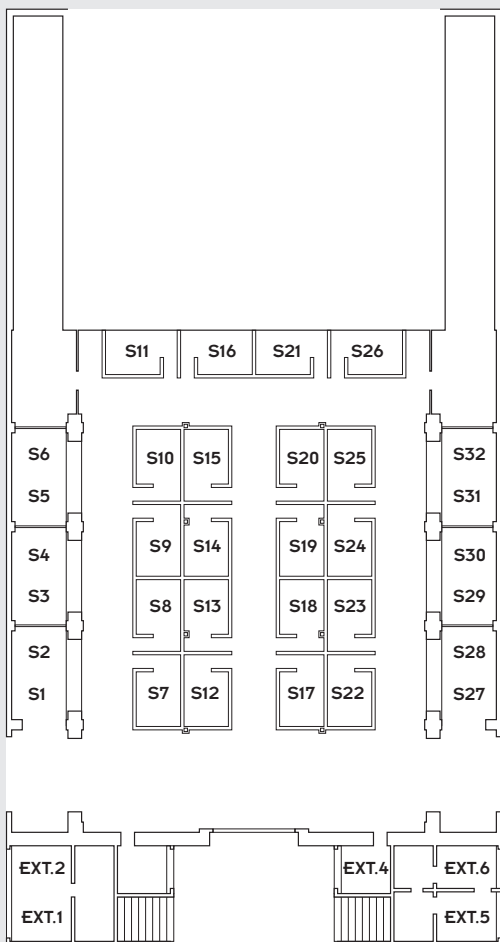 S11 S16 S21 S26
S6 S10 S15 S20 S25 S32
S5 S31
S4 S9 S14 S19 S24 S30
S3 S8 S13 S18 S23 S29
S2 S28
S1 S7 S12 S17 S22 S27
EXT.2 EXT.4 EXT.6
EXT.1 EXT.5